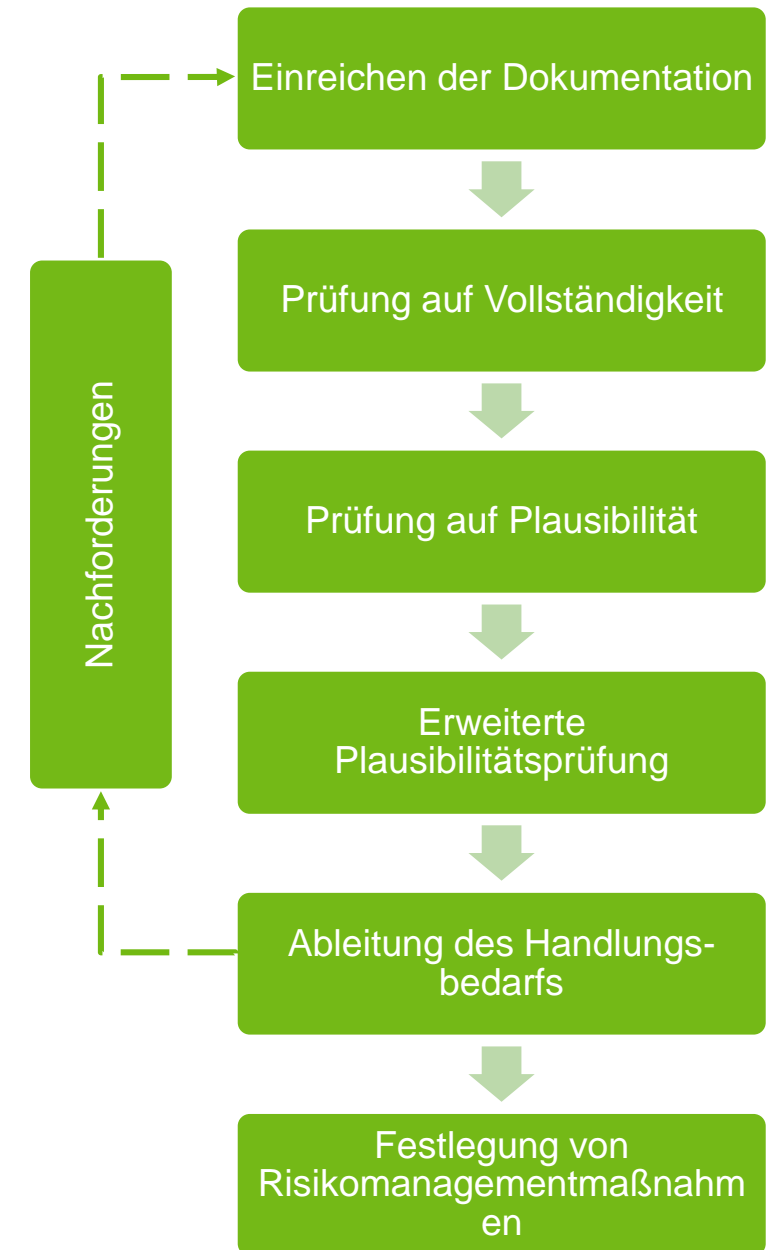 Einreichen der Dokumentation
Prüfung auf Vollständigkeit
Prüfung auf Plausibilität
Erweiterte
Plausibilitätsprüfung
Ableitung des Handlungs-
bedarfs
Festlegung von
Risikomanagementmaßnahm
en
Nachforderungen